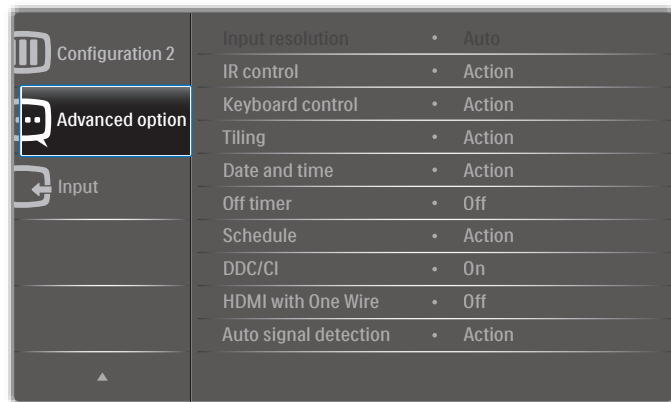 Configuration 2
Advanced option
Input
Input resolution • Auto
IR control • Action
Keyboard control • Action
Tiling • Action
Date and time • Action
Off timer • Off
Schedule • Action
DDC/CI • On
HDMI with One Wire • Off
Auto signal detection • Action